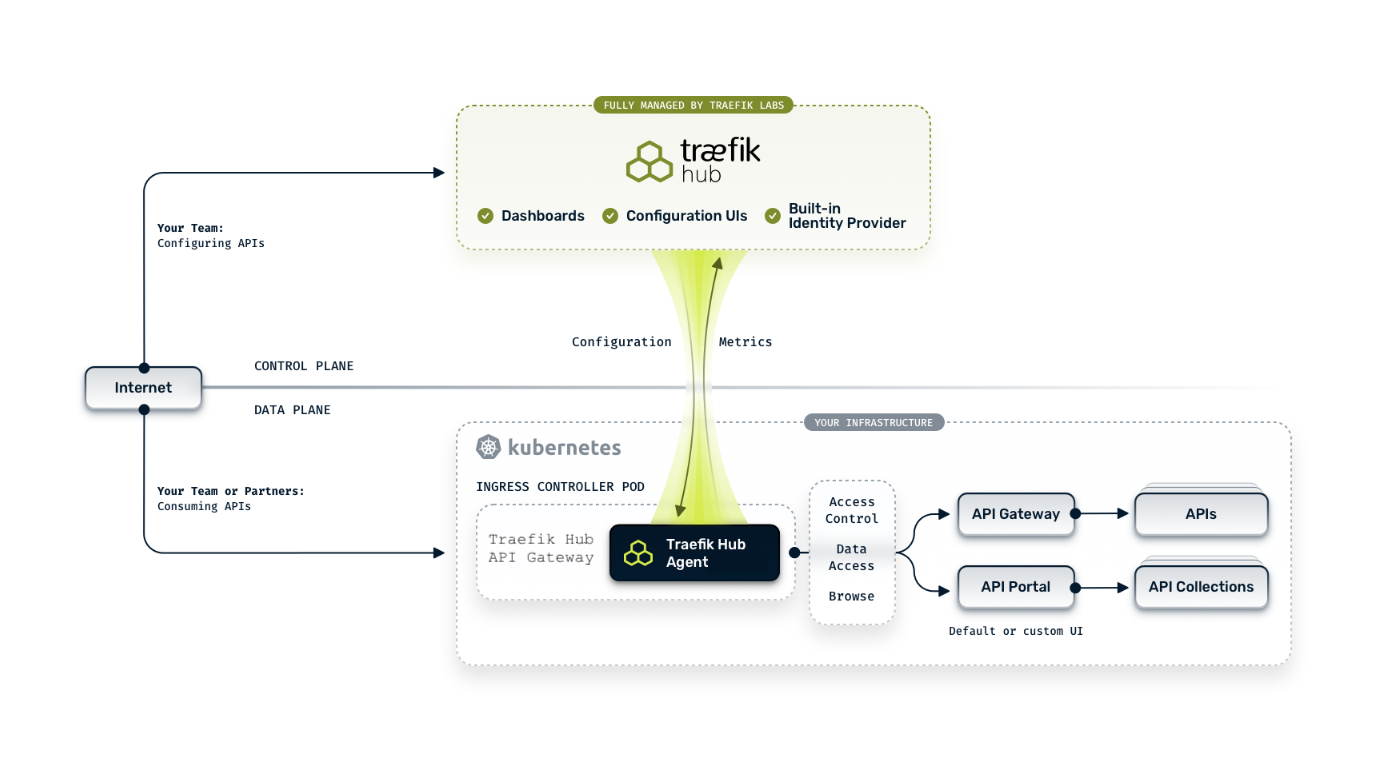 FULLY MANAGED BY TRAEFIK LABS
træfik
hub
Dashboards
Configuration UIs
Built-in
Identity Provider
Your Team:
Configuring APIs
Configuration
Metrics
CONTROL PLANE
Internet
DATA PLANE
YOUR INFRASTRUCTURE
kubernetes
INGRESS CONTROLLER POD
Your Team or Partners:
Consuming APIs
Traefik Hub
API Gateway
Traefik Hub
Agent
Access
Control
Data
Access
Browse
API Gateway
APIs
API Portal
API Collections
Default or custom UI